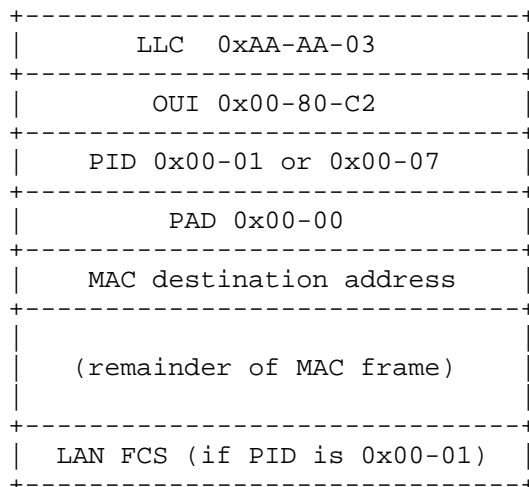 +-------------------------------+
|        LLC  0xAA-AA-03        |
+-------------------------------+
|        OUI 0x00-80-C2         |
+-------------------------------+
|     PID 0x00-01 or 0x00-07    |
+-------------------------------+
|          PAD 0x00-00          |
+-------------------------------+
|    MAC destination address    |
+-------------------------------+
|                               |
|   (remainder of MAC frame)    |
|                               |
+-------------------------------+
|  LAN FCS (if PID is 0x00-01)  |
+-------------------------------+